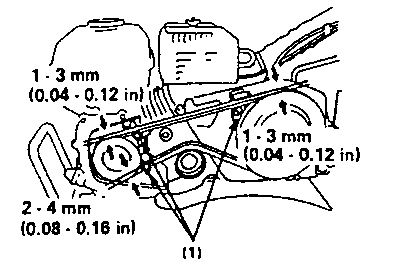 1 - 3 mm
(0.04 - 0.12 in)
1 - 3 mm
(0.04 - 0.12 in)
2 - 4 mm
(0.08 - 0.16 in)
(1)